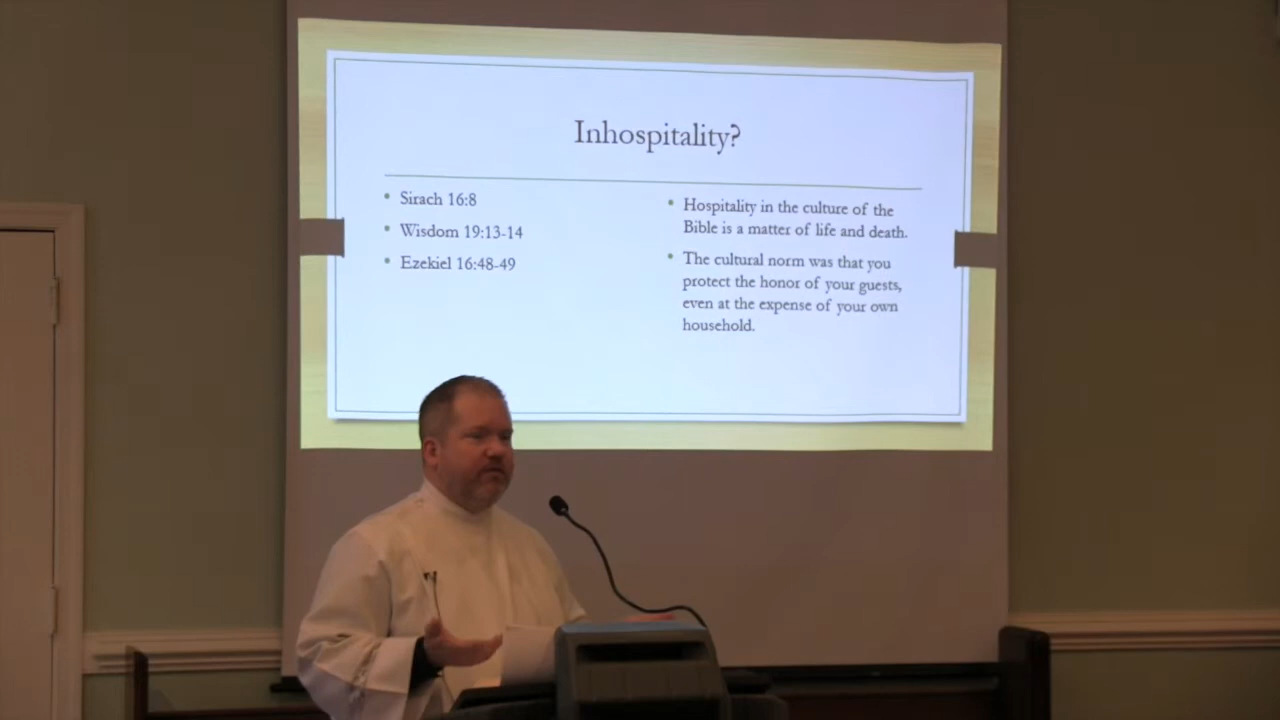 Inhospitality?
• Sirach 16:8
• Wisdom 19:13-14
• Ezekiel 16:48-49
• Hospitality in the culture of the
Bible is a matter of life and death.
• The cultural norm was that you
protect the honor of your guests,
even at the expense of your own
household.